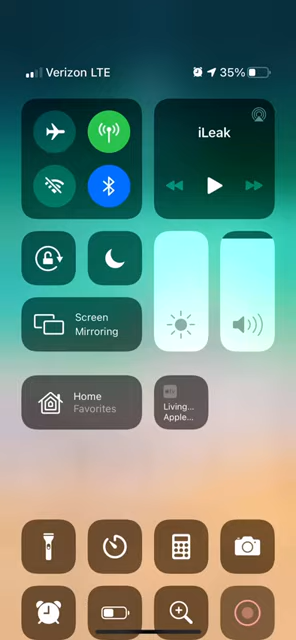 Verizon LTE 35%
iLeak
Screen
Mirroring
Home
Favorites
Living...
Apple...